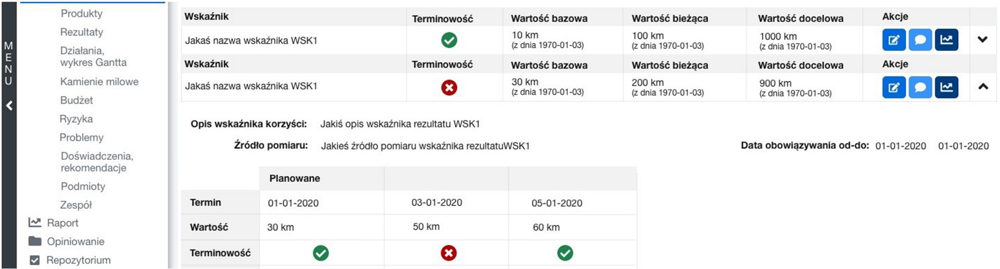 MENU
Produkty
Rezultaty
Działania,
wykres Gantta
Kamienie milowe
Budżet
Ryzyka
Problemy
Doświadczenia,
rekomendacje
Podmioty
Zespół
Raport
Opiniowanie
Repozytorium
Wskaźnik Terminowość Wartość bazowa Wartość bieżąca Wartość docelowa Akcje
Jakaś nazwa wskaźnika WSK1 10 km 100 km 1000 km
(z dnia 1970-01-03) (z dnia 1970-01-03) (z dnia 1970-01-03)
Wskaźnik Terminowość Wartość bazowa Wartość bieżąca Wartość docelowa Akcje
Jakaś nazwa wskaźnika WSK1 30 km 200 km 900 km
(z dnia 1970-01-03) (z dnia 1970-01-03) (z dnia 1970-01-03)
Opis wskaźnika korzyści: Jakiś opis wskaźnika rezultatu WSK1
Źródło pomiaru: Jakieś źródło pomiaru wskaźnika rezultatuWSK1 Data obowiązywania od-do: 01-01-2020 01-01-2020
Planowane
Termin 01-01-2020 03-01-2020 05-01-2020
Wartość 30 km 50 km 60 km
Terminowość